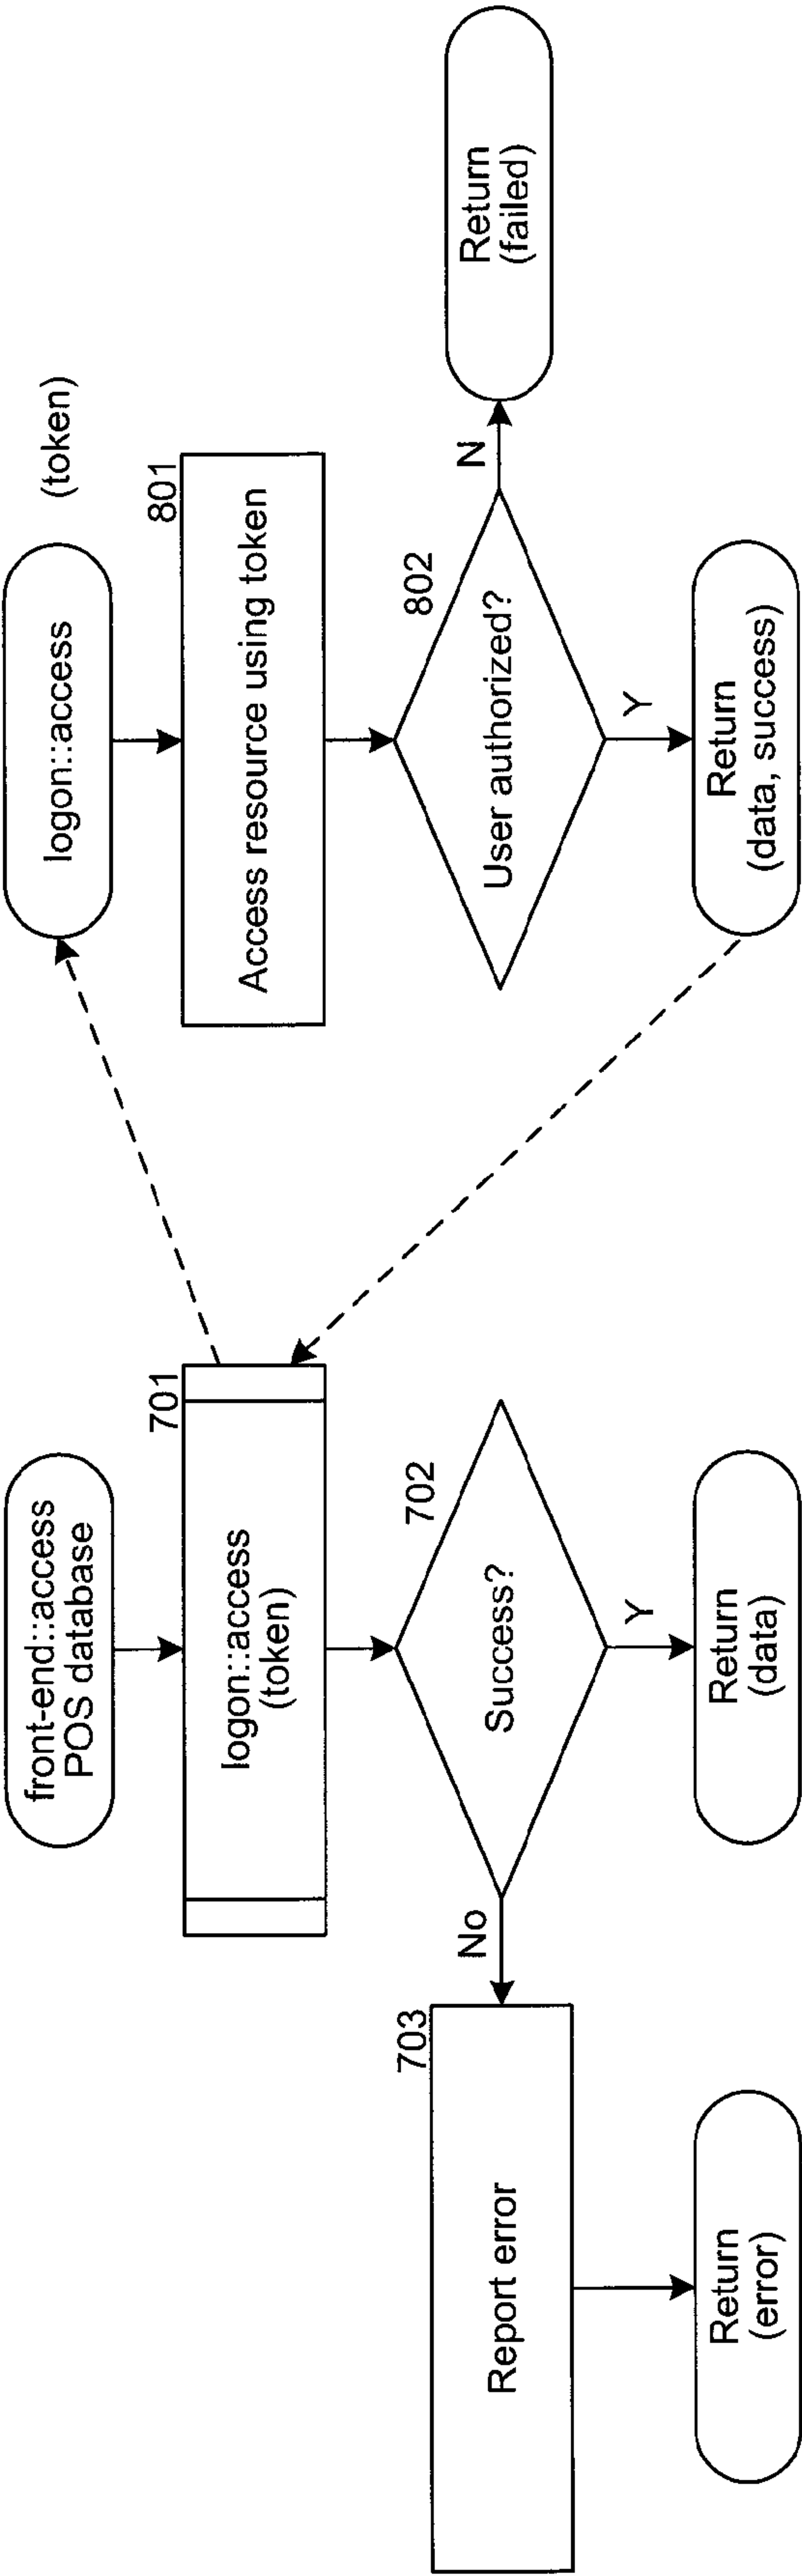 front-end::access
POS database
701
logon::access
(token)
702
Success?
No
Y
703
Report error
Return
(error)
Return
(data)
logon::access
(token)
801
Access resource using token
802
User authorized?
N
Y
Return
(failed)
Return
(data, success)